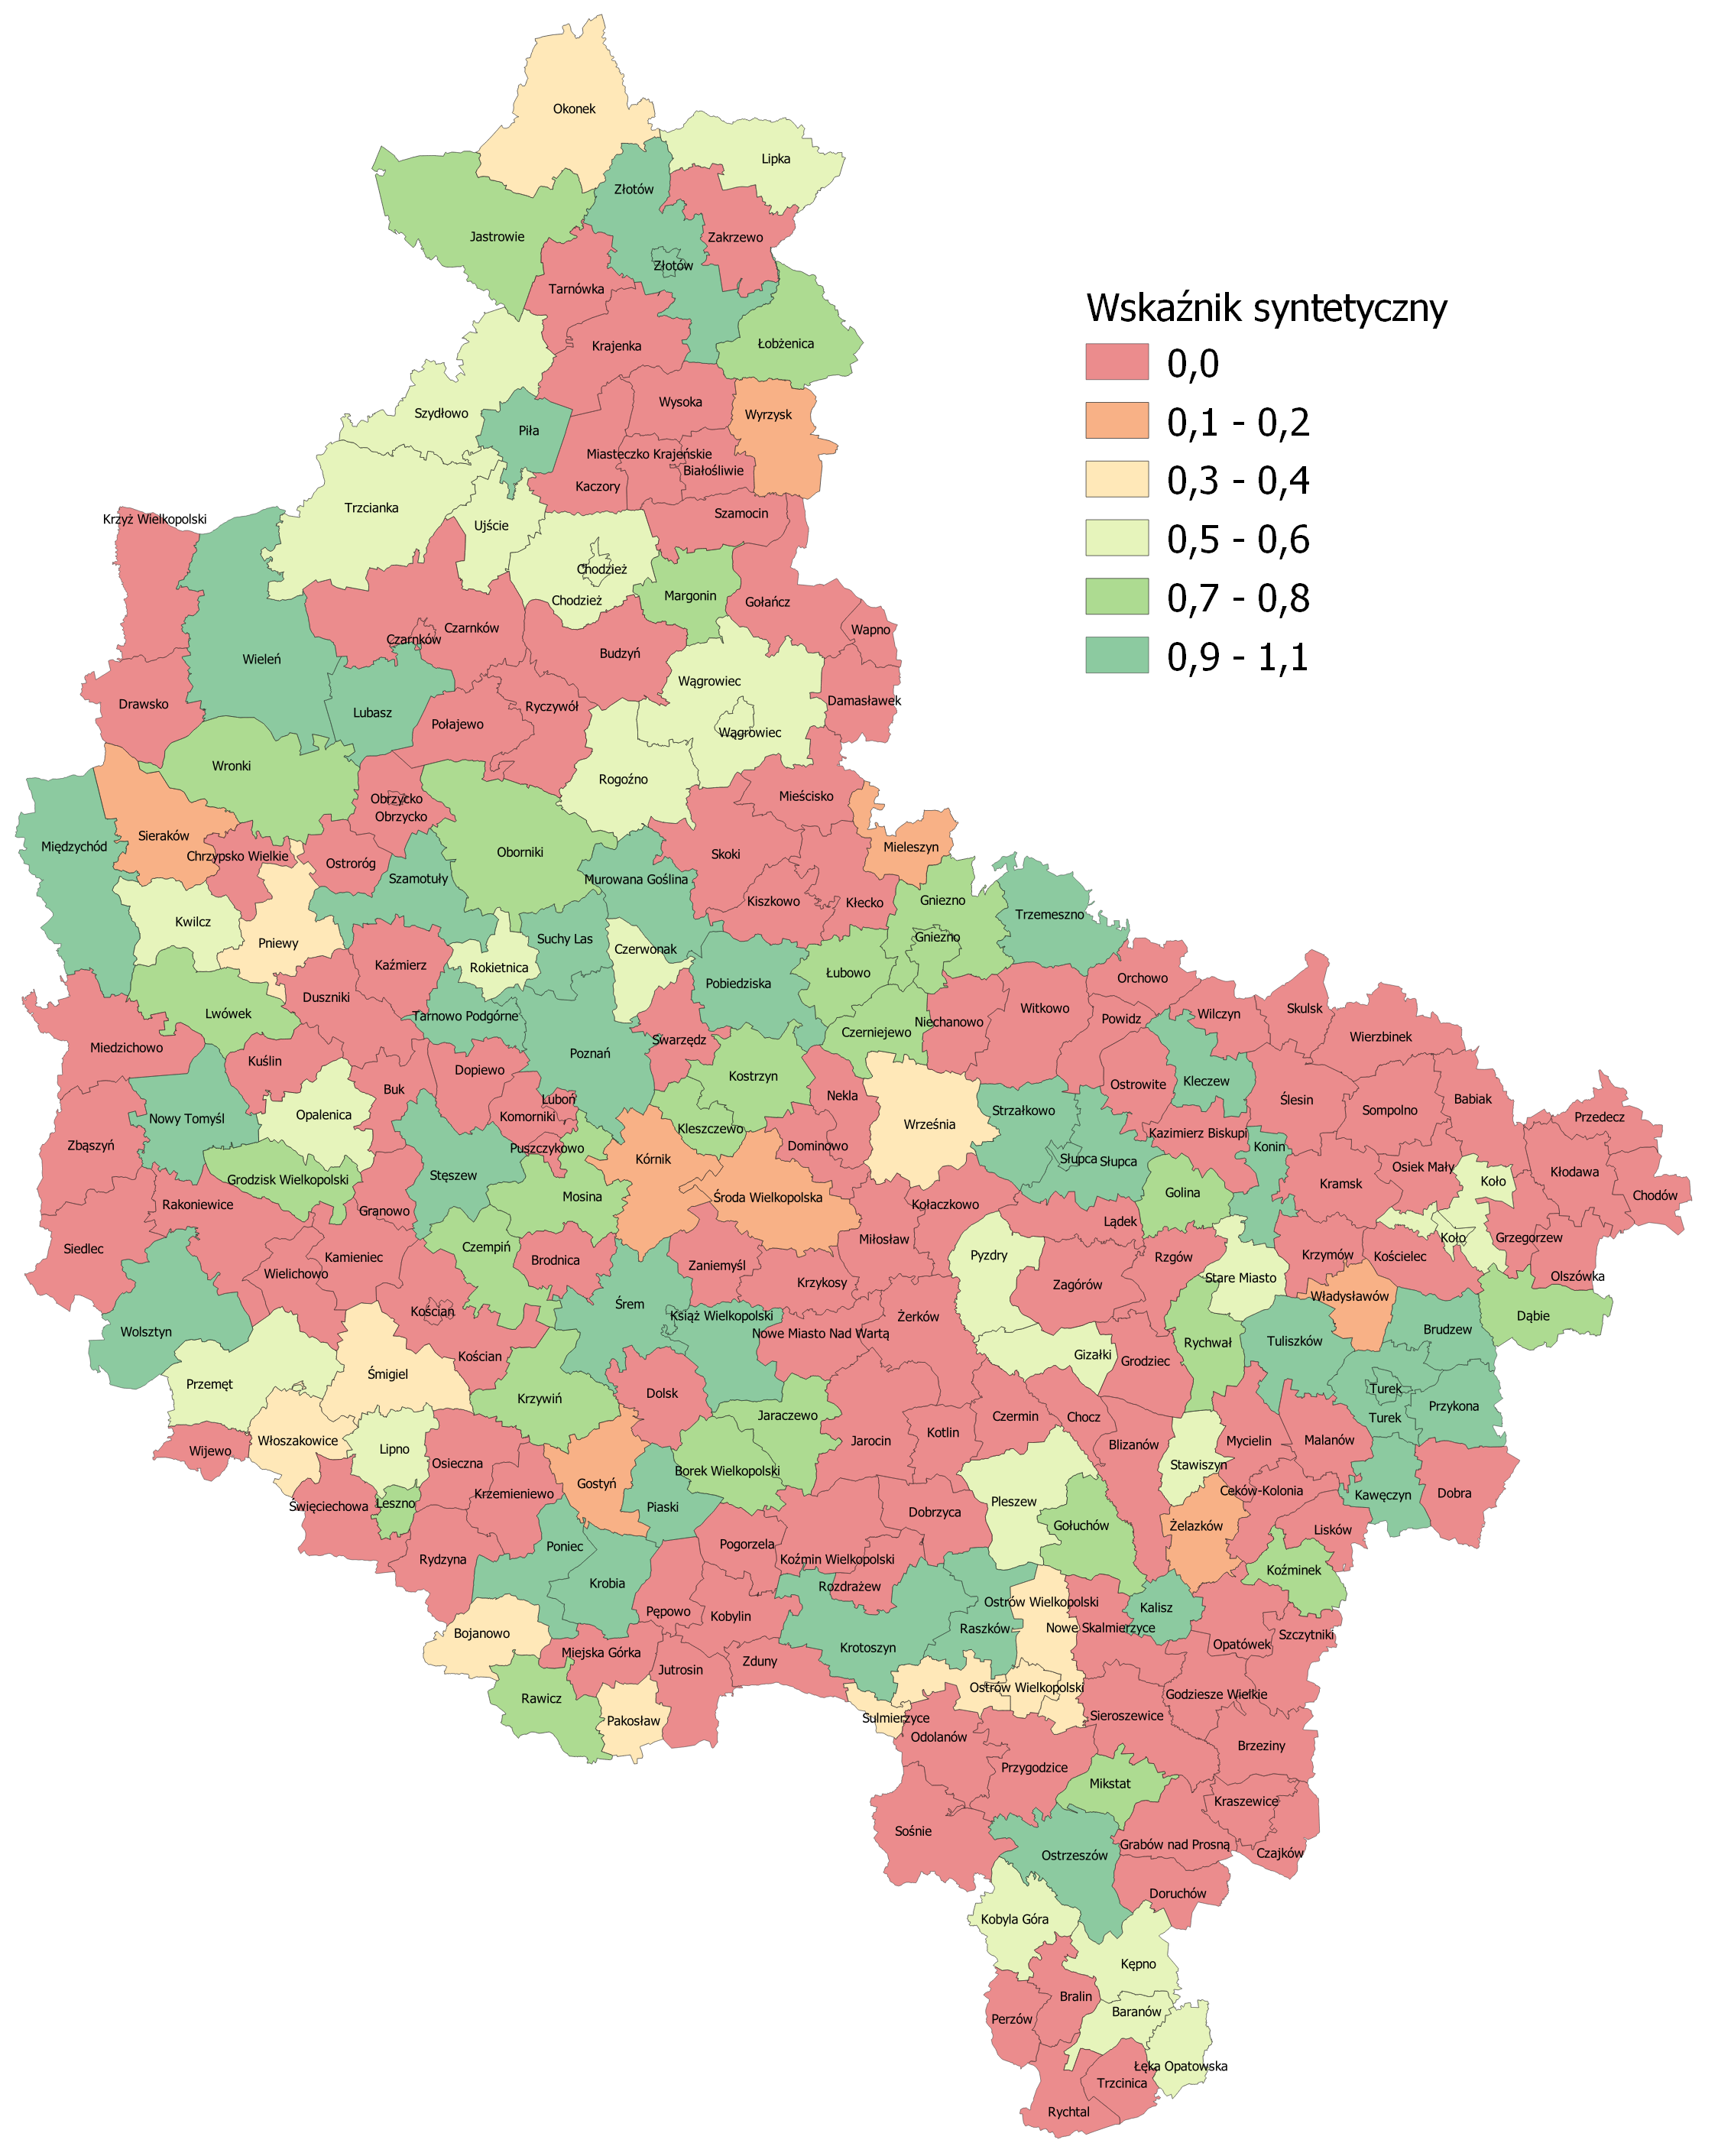 Okonek
Lipka
Złotów
Jastrowie
Zakrzewo
Złotów
Tarnówka
Wskaźnik syntetyczny
0,0
0,1 - 0,2
0,3 - 0,4
0,5 - 0,6
0,7 - 0,8
0,9 - 1,1
Krajenka
Łobżenica
Wysoka
Szydłowo
Wyrzysk
Piła
Miasteczko Krajeńskie
Białośliwie
Kaczory
Trzcianka
Szamocin
Krzyż Wielkopolski
Ujście
Chodzież
Margonin
Chodzież
Gołańcz
Czarnków
Wapno
Czarnków
Budzyń
Wieleń
Wągrowiec
Damasławek
Drawsko
Ryczywół
Lubasz
Połajewo
Wągrowiec
Wronki
Rogoźno
Mieścisko
Obrzycko
Obrzycko
Sieraków
Międzychód
Mieleszyn
Oborniki
Skoki
Chrzypsko Wielkie
Ostroróg
Szamotuły
Murowana Goślina
Kiszkowo
Kłecko
Gniezno
Trzemeszno
Kwilcz
Gniezno
Suchy Las
Pniewy
Czerwonak
Kaźmierz
Rokietnica
Łubowo
Orchowo
Pobiedziska
Duszniki
Witkowo
Skulsk
Lwówek
Tarnowo Podgórne
Wilczyn
Powidz
Niechanowo
Czerniejewo
Wierzbinek
Swarzędz
Miedzichowo
Poznań
Kuślin
Dopiewo
Kostrzyn
Kleczew
Ostrowite
Buk
Nekla
Luboń
Ślesin
Babiak
Sompolno
Strzałkowo
Opalenica
Komorniki
Przedecz
Nowy Tomyśl
Września
Kleszczewo
Kazimierz Biskupi
Zbąszyń
Dominowo
Konin
Puszczykowo
Kórnik
Słupca
Słupca
Osiek Mały
Kłodawa
Stęszew
Grodzisk Wielkopolski
Kramsk
Koło
Mosina
Środa Wielkopolska
Golina
Chodów
Rakoniewice
Kołaczkowo
Granowo
Lądek
Koło
Grzegorzew
Miłosław
Siedlec
Czempiń
Kamieniec
Brodnica
Pyzdry
Rzgów
Krzymów
Kościelec
Zaniemyśl
Wielichowo
Stare Miasto
Olszówka
Krzykosy
Zagórów
Władysławów
Śrem
Kościan
Książ Wielkopolski
Żerków
Dąbie
Wolsztyn
Nowe Miasto Nad Wartą
Brudzew
Rychwał
Tuliszków
Gizałki
Kościan
Grodziec
Śmigiel
Przemęt
Turek
Dolsk
Krzywiń
Przykona
Jaraczewo
Czermin
Chocz
Turek
Kotlin
Włoszakowice
Jarocin
Mycielin
Malanów
Blizanów
Wijewo
Lipno
Osieczna
Stawiszyn
Borek Wielkopolski
Gostyń
Ceków-Kolonia
Krzemieniewo
Dobra
Kawęczyn
Święciechowa
Leszno
Piaski
Pleszew
Dobrzyca
Gołuchów
Żelazków
Lisków
Poniec
Pogorzela
Rydzyna
Koźmin Wielkopolski
Koźminek
Krobia
Rozdrażew
Ostrów Wielkopolski
Kalisz
Pępowo
Kobylin
Raszków
Nowe Skalmierzyce
Bojanowo
Szczytniki
Krotoszyn
Opatówek
Miejska Górka
Zduny
Jutrosin
Ostrów Wielkopolski
Godziesze Wielkie
Rawicz
Sulmierzyce
Sieroszewice
Pakosław
Odolanów
Brzeziny
Przygodzice
Mikstat
Kraszewice
Sośnie
Grabów nad Prosną
Ostrzeszów
Czajków
Doruchów
Kobyla Góra
Kępno
Bralin
Baranów
Perzów
Łęka Opatowska
Trzcinica
Rychtal